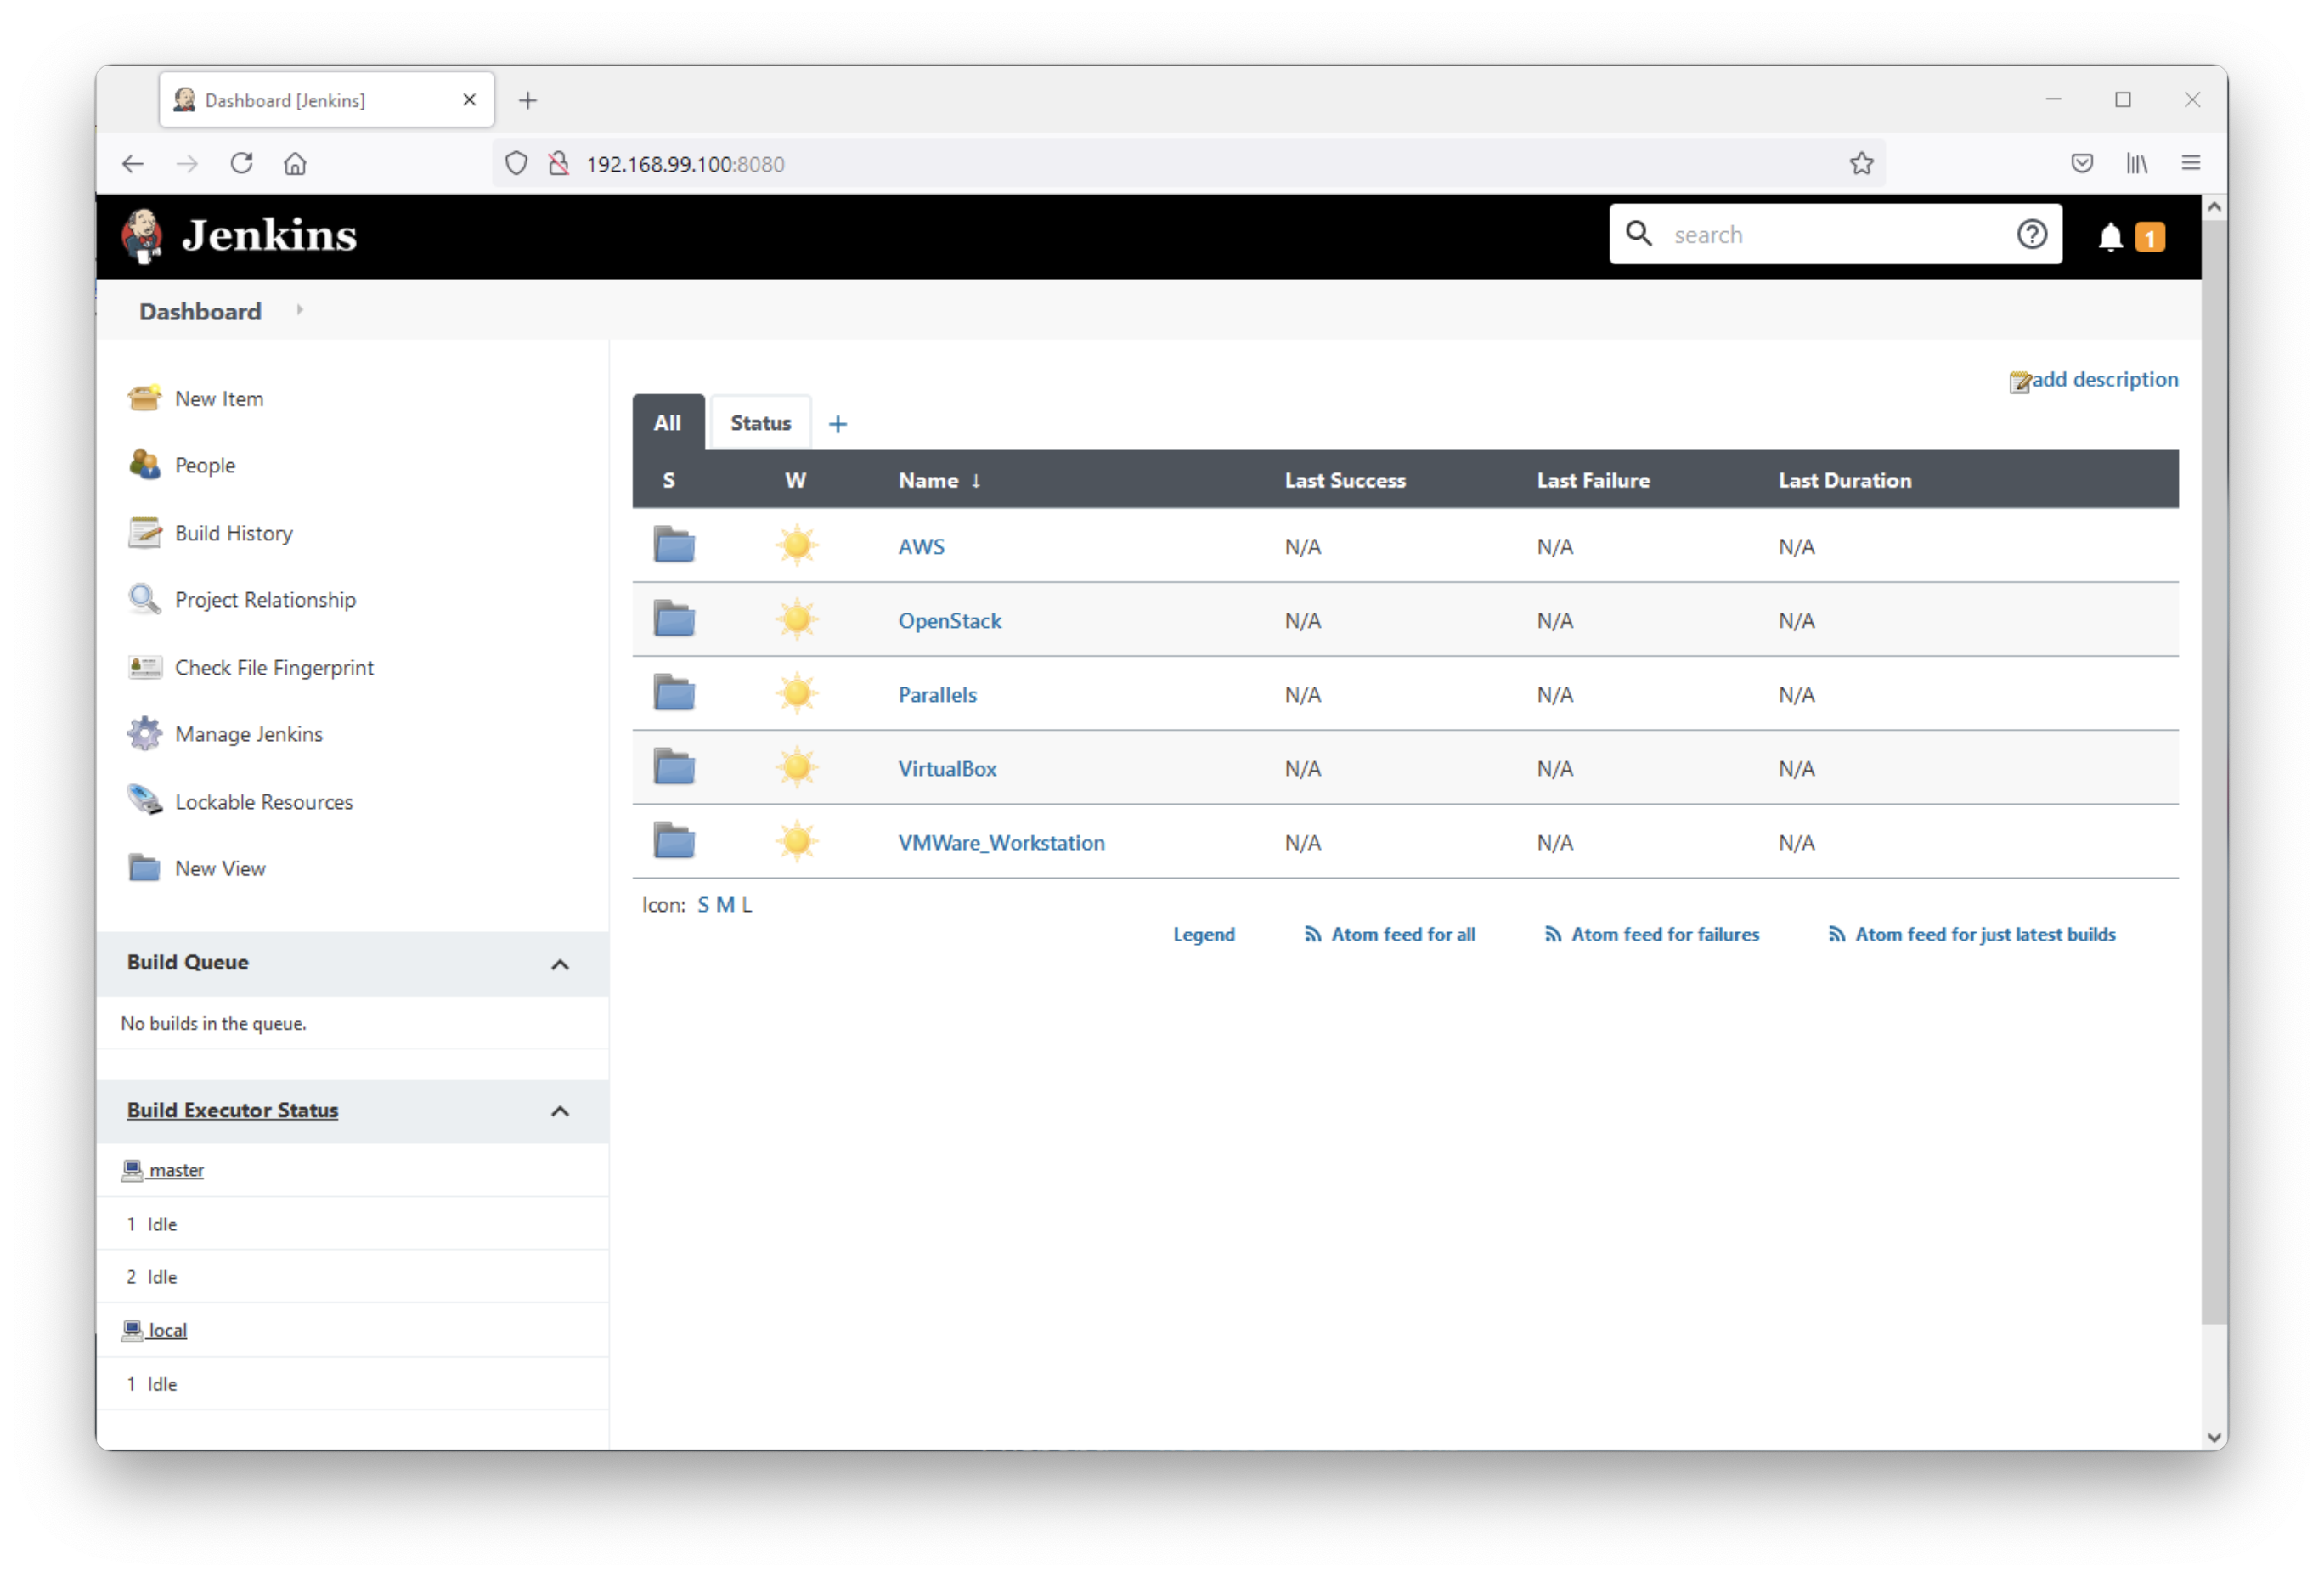 Dashboard [Jenkins]
192.168.99.100:8080
Jenkins
search
1
Dashboard
New Item
People
Build History
Project Relationship
Check File Fingerprint
Manage Jenkins
Lockable Resources
New View
Build Queue
No builds in the queue.
Build Executor Status
master
1 Idle
2 Idle
local
1 Idle
add description
All Status +
S W Name ↓ Last Success Last Failure Last Duration
AWS N/A N/A N/A
OpenStack N/A N/A N/A
Parallels N/A N/A N/A
VirtualBox N/A N/A N/A
VMWare_Workstation N/A N/A N/A
Icon: S M L
Legend Atom feed for all Atom feed for failures Atom feed for just latest builds